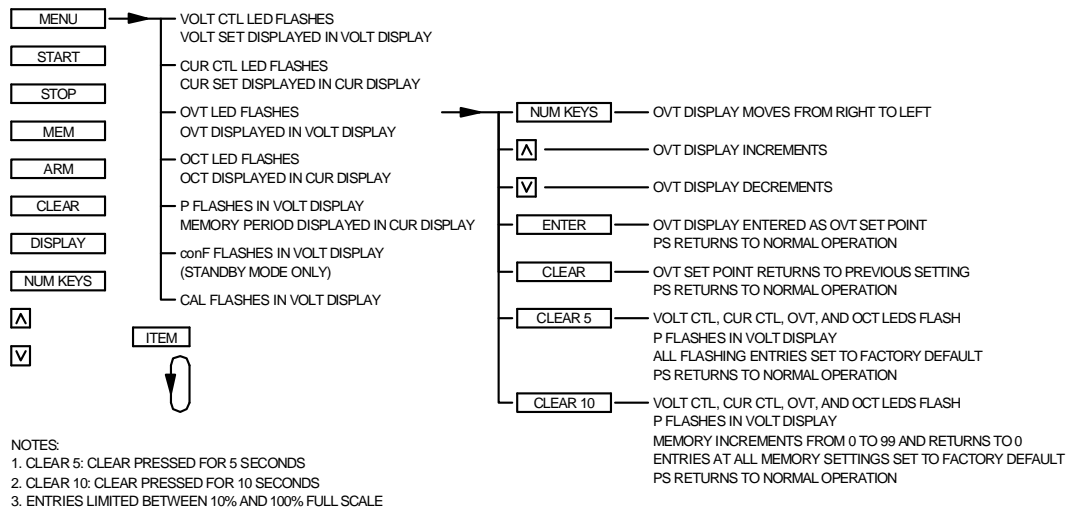 MENU
START
STOP
MEM
ARM
CLEAR
DISPLAY
NUM KEYS
VOLT CTL LED FLASHES
VOLT SET DISPLAYED IN VOLT DISPLAY
CUR CTL LED FLASHES
CUR SET DISPLAYED IN CUR DISPLAY
OVT LED FLASHES
OVT DISPLAYED IN VOLT DISPLAY
OCT LED FLASHES
OCT DISPLAYED IN CUR DISPLAY
P FLASHES IN VOLT DISPLAY
MEMORY PERIOD DISPLAYED IN CUR DISPLAY
conF FLASHES IN VOLT DISPLAY
(STANDBY MODE ONLY)
CAL FLASHES IN VOLT DISPLAY
ITEM
NUM KEYS
OVT DISPLAY MOVES FROM RIGHT TO LEFT
OVT DISPLAY INCREMENTS
OVT DISPLAY DECREMENTS
ENTER
OVT DISPLAY ENTERED AS OVT SET POINT
PS RETURNS TO NORMAL OPERATION
CLEAR
OVT SET POINT RETURNS TO PREVIOUS SETTING
PS RETURNS TO NORMAL OPERATION
CLEAR 5
VOLT CTL, CUR CTL, OVT, AND OCT LEDS FLASH
P FLASHES IN VOLT DISPLAY
ALL FLASHING ENTRIES SET TO FACTORY DEFAULT
PS RETURNS TO NORMAL OPERATION
CLEAR 10
VOLT CTL, CUR CTL, OVT, AND OCT LEDS FLASH
P FLASHES IN VOLT DISPLAY
MEMORY INCREMENTS FROM 0 TO 99 AND RETURNS TO 0
ENTRIES AT ALL MEMORY SETTINGS SET TO FACTORY DEFAULT
PS RETURNS TO NORMAL OPERATION
NOTES:
1. CLEAR 5: CLEAR PRESSED FOR 5 SECONDS
2. CLEAR 10: CLEAR PRESSED FOR 10 SECONDS
3. ENTRIES LIMITED BETWEEN 10% AND 100% FULL SCALE